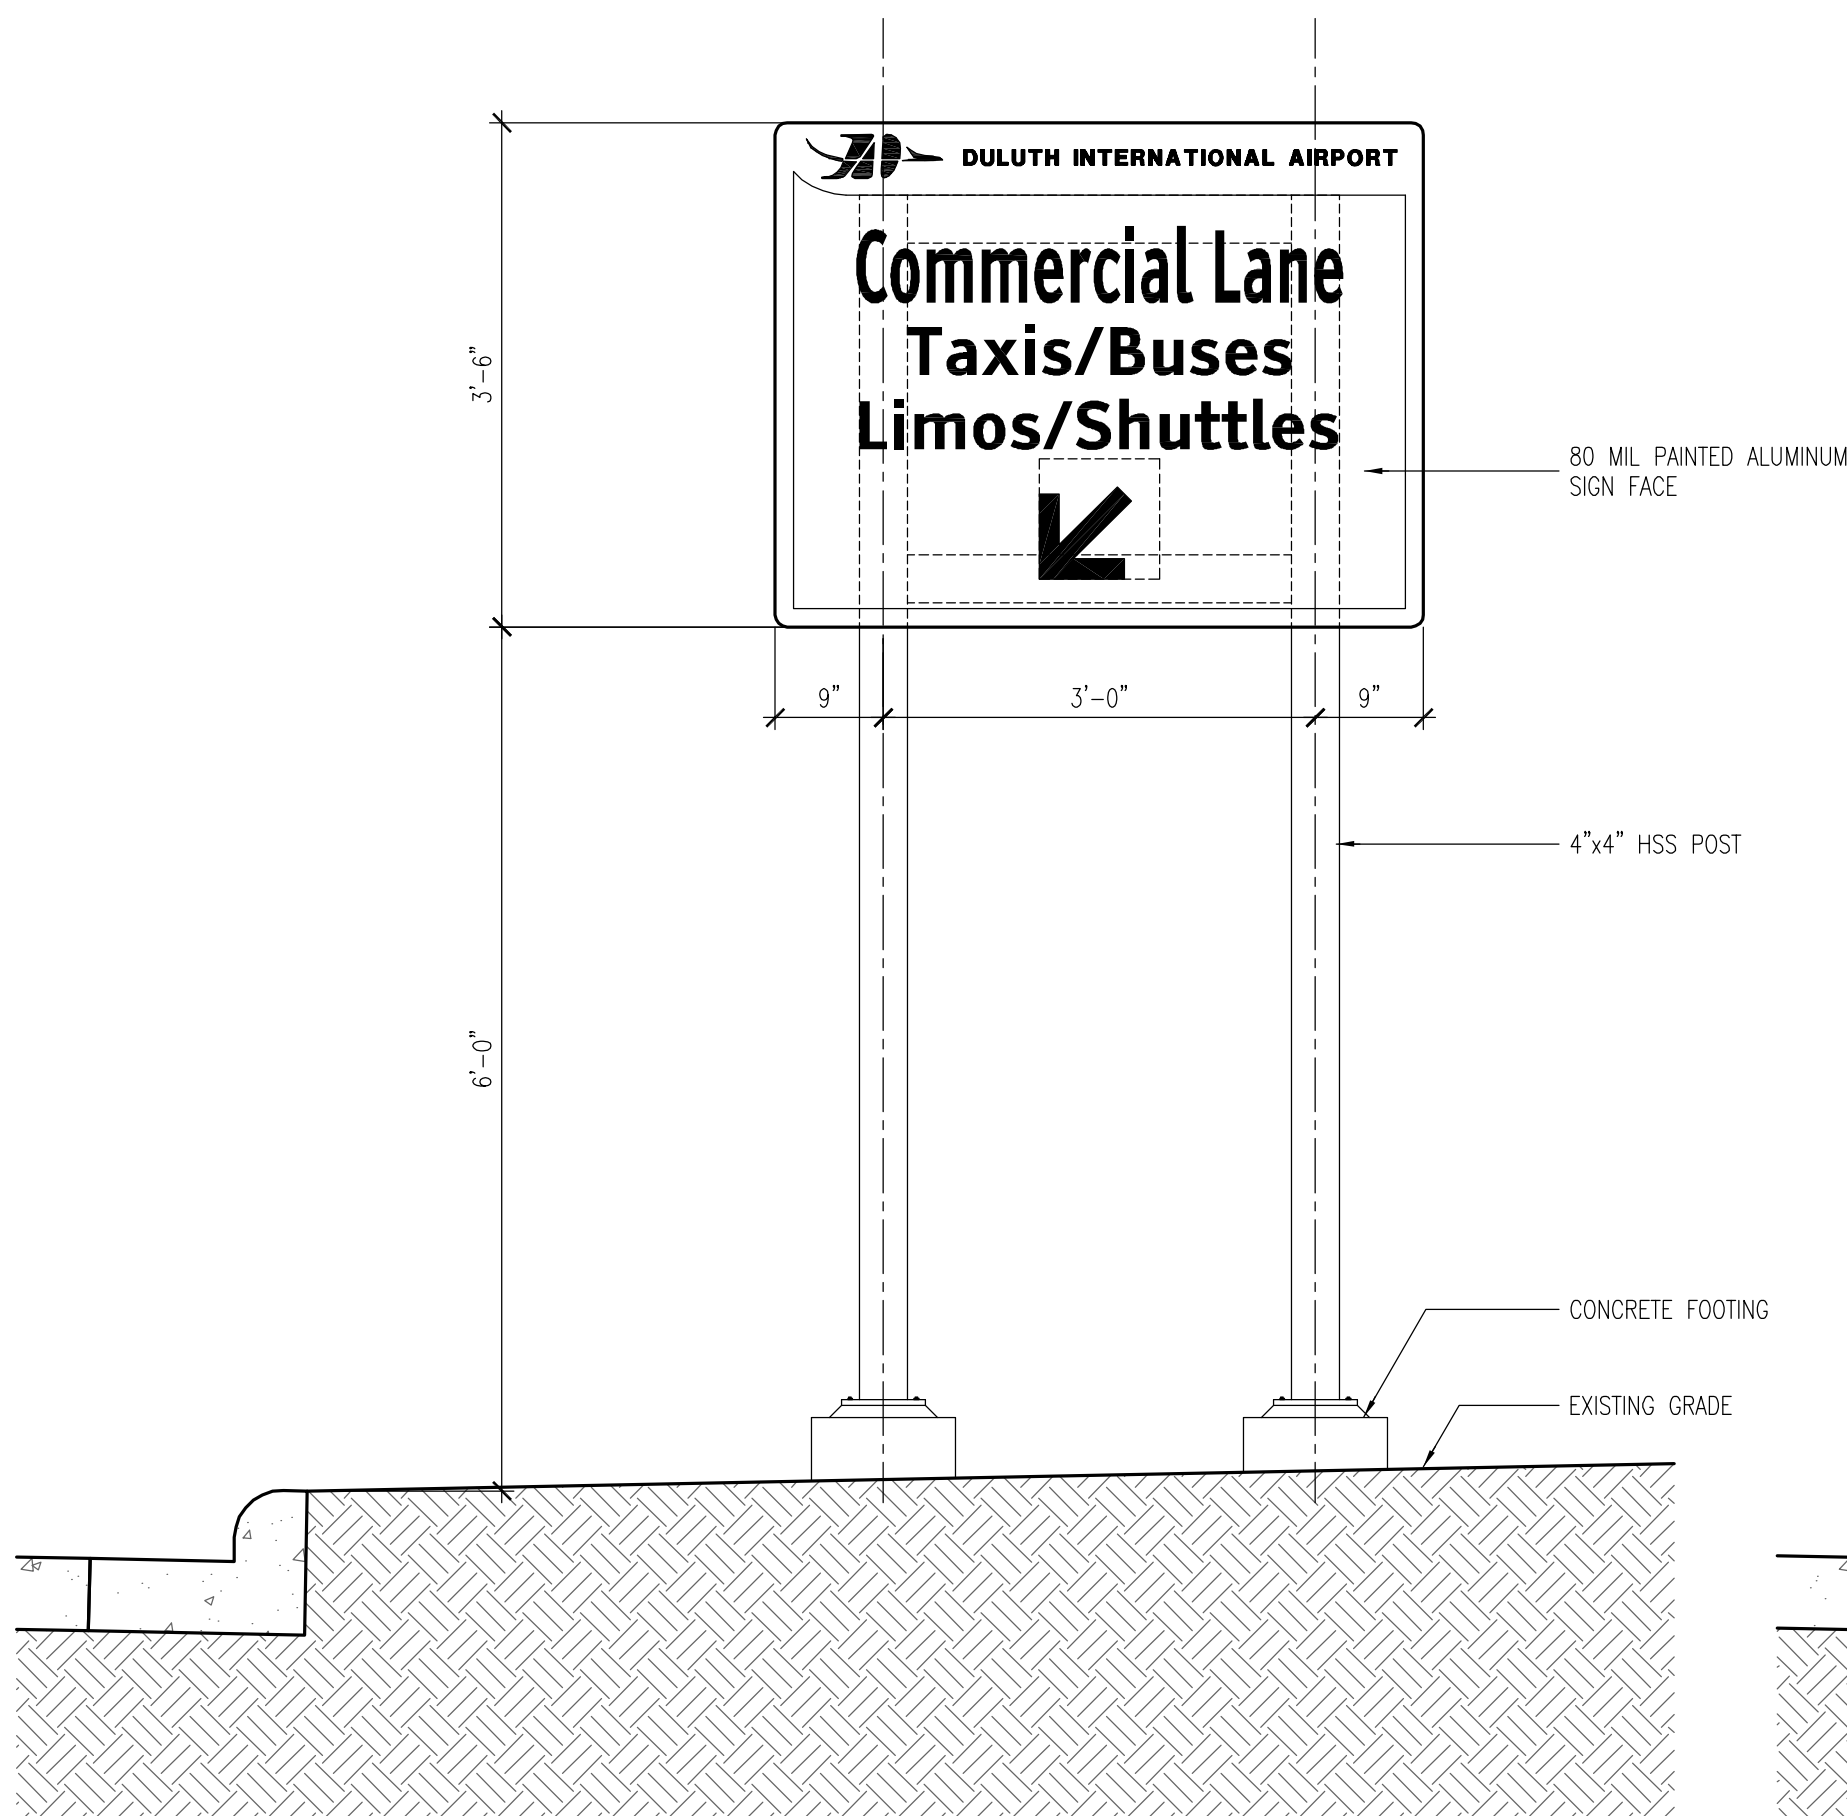 DULUTH INTERNATIONAL AIRPORT
Commercial Lane
Taxis/Buses
Limos/Shuttles
3'-6"
80 MIL PAINTED ALUMINUM
SIGN FACE
9"
3'-0"
9"
4"x4" HSS POST
6'-0"
CONCRETE FOOTING
EXISTING GRADE